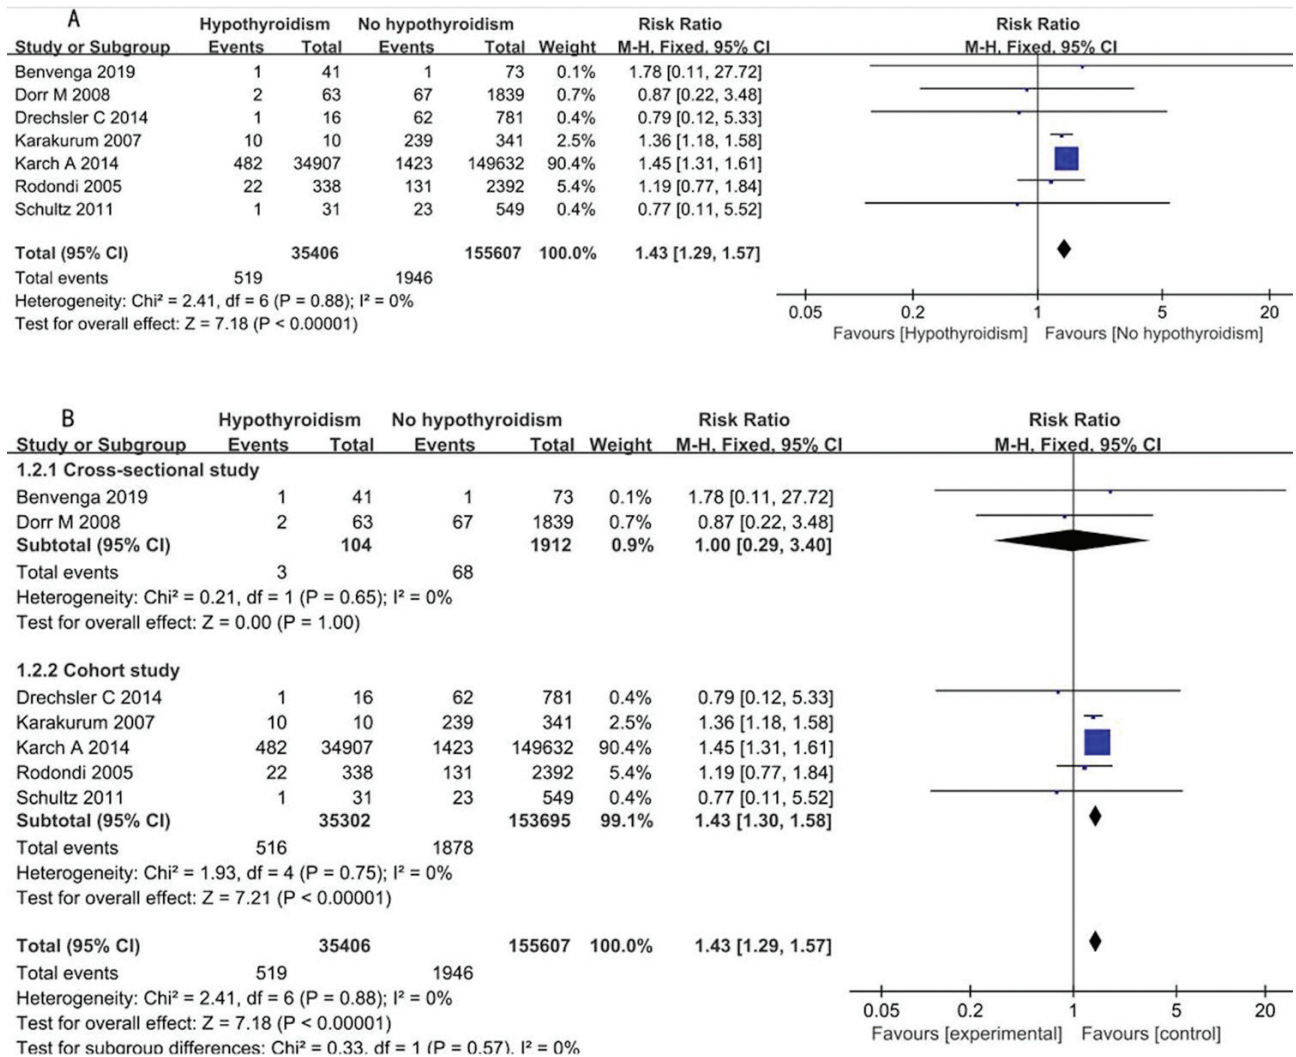 A
Hypothyroidism No hypothyroidism Risk Ratio Risk Ratio
Study or Subgroup Events Total Events Total Weight M-H, Fixed, 95% CI M-H, Fixed, 95% CI
Benvenga 2019 1 41 1 73 0.1% 1.78 [0.11, 27.72]
Dorr M 2008 2 63 67 1839 0.7% 0.87 [0.22, 3.48]
Drechsler C 2014 1 16 62 781 0.4% 0.79 [0.12, 5.33]
Karakurum 2007 10 10 239 341 2.5% 1.36 [1.18, 1.58]
Karch A 2014 482 34907 1423 149632 90.4% 1.45 [1.31, 1.61]
Rodondi 2005 22 338 131 2392 5.4% 1.19 [0.77, 1.84]
Schultz 2011 1 31 23 549 0.4% 0.77 [0.11, 5.52]
Total (95% CI) 35406 155607 100.0% 1.43 [1.29, 1.57]
Total events 519 1946
Heterogeneity: Chi² = 2.41, df = 6 (P = 0.88); I² = 0%
Test for overall effect: Z = 7.18 (P < 0.00001)
0.05 0.2 1 5 20
Favours [Hypothyroidism] Favours [No hypothyroidism]
B
Hypothyroidism No hypothyroidism Risk Ratio Risk Ratio
Study or Subgroup Events Total Events Total Weight M-H, Fixed, 95% CI M-H, Fixed, 95% CI
1.2.1 Cross-sectional study
Benvenga 2019 1 41 1 73 0.1% 1.78 [0.11, 27.72]
Dorr M 2008 2 63 67 1839 0.7% 0.87 [0.22, 3.48]
Subtotal (95% CI) 104 1912 0.9% 1.00 [0.29, 3.40]
Total events 3 68
Heterogeneity: Chi² = 0.21, df = 1 (P = 0.65); I² = 0%
Test for overall effect: Z = 0.00 (P = 1.00)
1.2.2 Cohort study
Drechsler C 2014 1 16 62 781 0.4% 0.79 [0.12, 5.33]
Karakurum 2007 10 10 239 341 2.5% 1.36 [1.18, 1.58]
Karch A 2014 482 34907 1423 149632 90.4% 1.45 [1.31, 1.61]
Rodondi 2005 22 338 131 2392 5.4% 1.19 [0.77, 1.84]
Schultz 2011 1 31 23 549 0.4% 0.77 [0.11, 5.52]
Subtotal (95% CI) 35302 153695 99.1% 1.43 [1.30, 1.58]
Total events 516 1878
Heterogeneity: Chi² = 1.93, df = 4 (P = 0.75); I² = 0%
Test for overall effect: Z = 7.21 (P < 0.00001)
Total (95% CI) 35406 155607 100.0% 1.43 [1.29, 1.57]
Total events 519 1946
Heterogeneity: Chi² = 2.41, df = 6 (P = 0.88); I² = 0%
Test for overall effect: Z = 7.18 (P < 0.00001)
Test for subgroup differences: Chi² = 0.33, df = 1 (P = 0.57), I² = 0%
0.05 0.2 1 5 20
Favours [experimental] Favours [control]